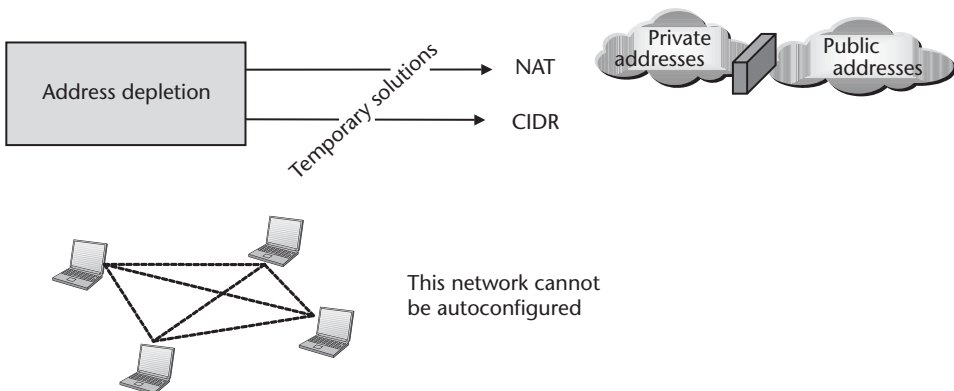 Address depletion
Temporary solutions
NAT
CIDR
Private
addresses
Public
addresses
This network cannot
be autoconfigured